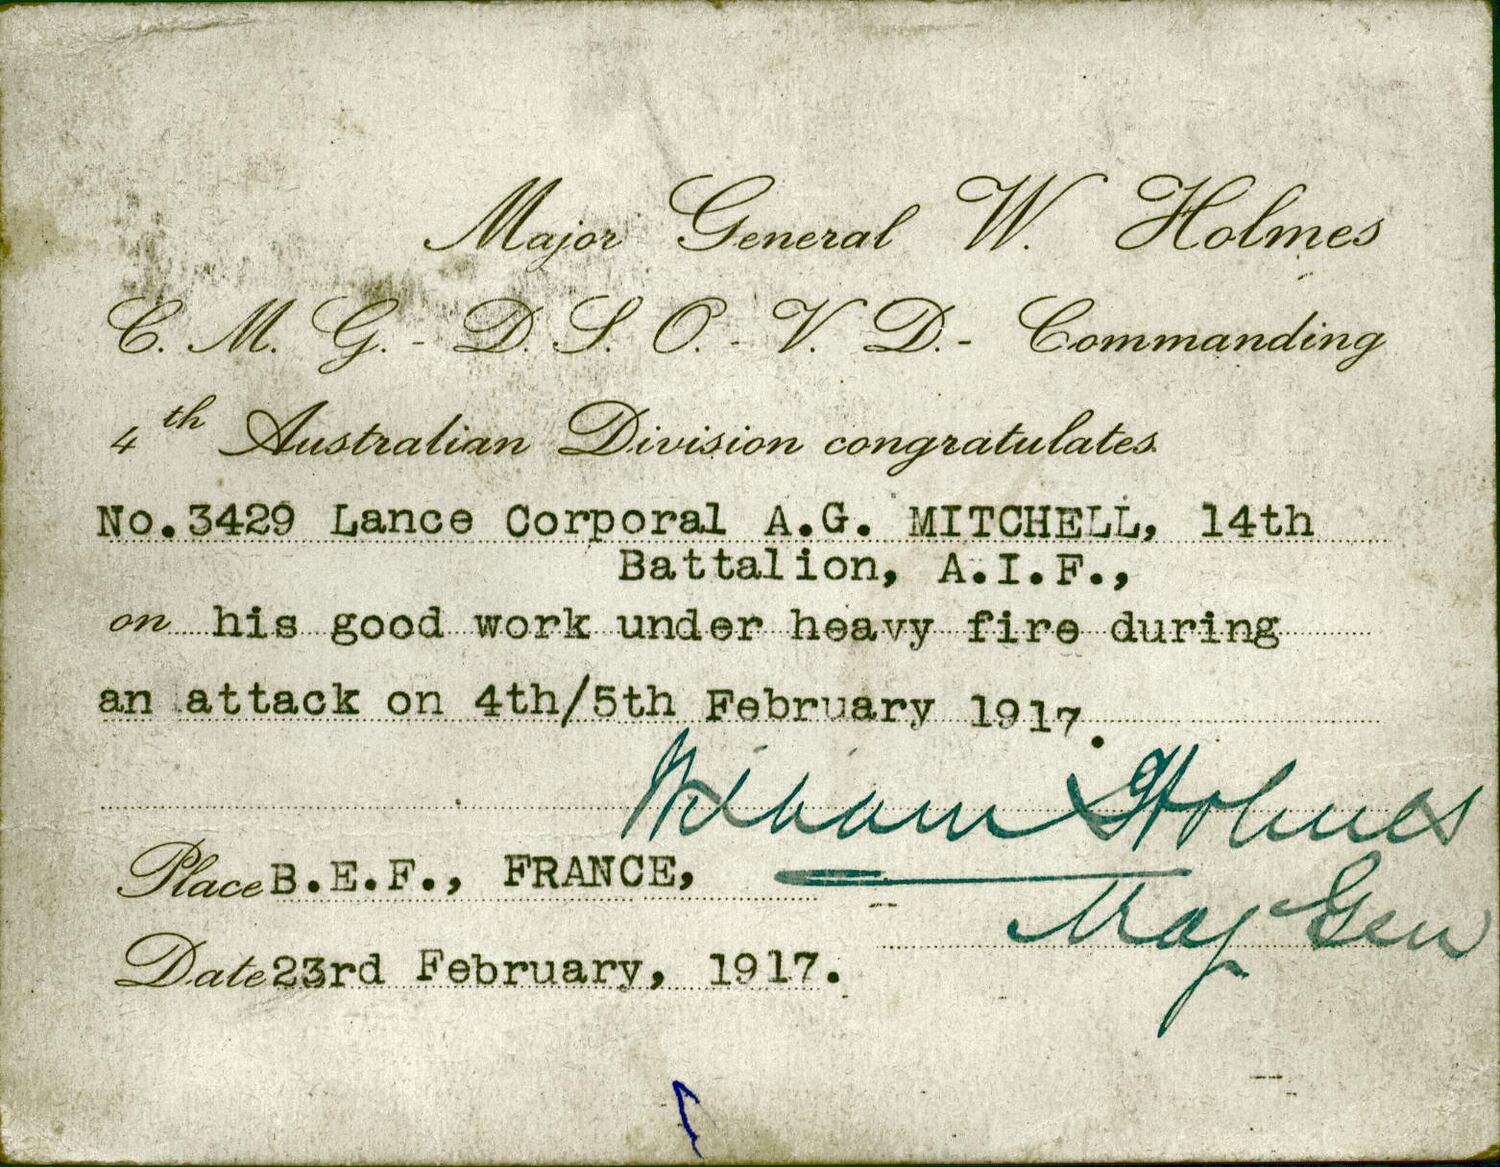 Major General W. Holmes
C. M. G. - D. S. O. - V. D. - Commanding
4th Australian Division congratulates
No.3429 Lance Corporal A.G. MITCHELL, 14th
Battalion, A.I.F.,
on his good work under heavy fire during
an attack on 4th/5th February 1917.
William Holmes
Place B.E.F., FRANCE,
Maj Gen
Date 23rd February, 1917.